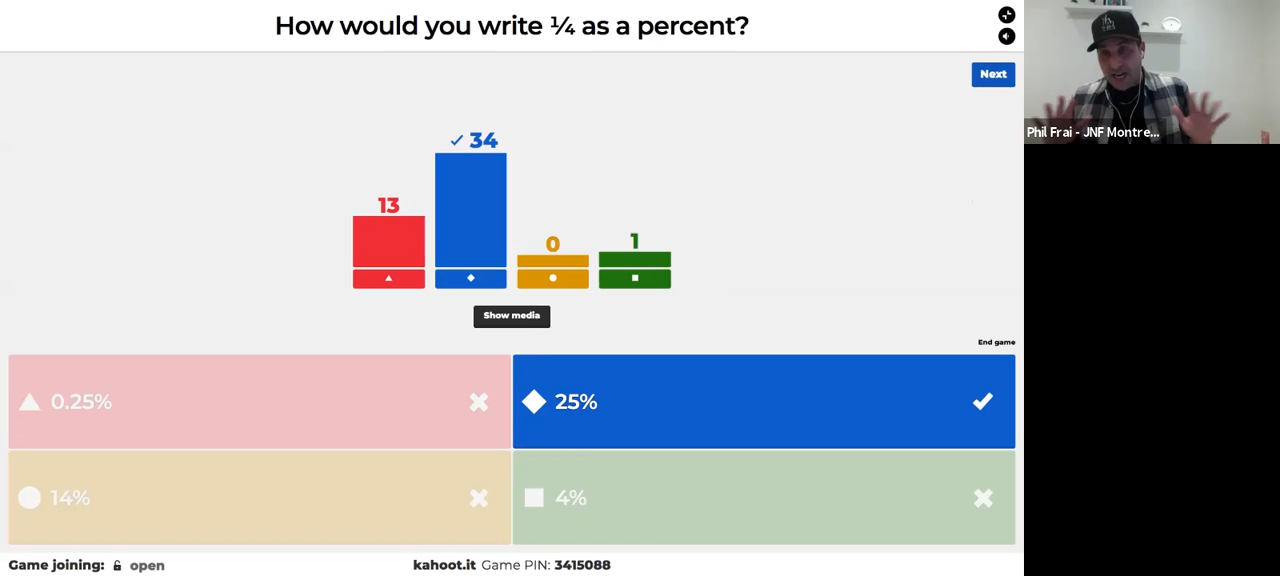 How would you write ¼ as a percent?
Next
Phil Frai - JNF Montre...
34
13
0
1
Show media
End game
0.25%
25%
14%
4%
Game joining: open
kahoot.it Game PIN: 3415088